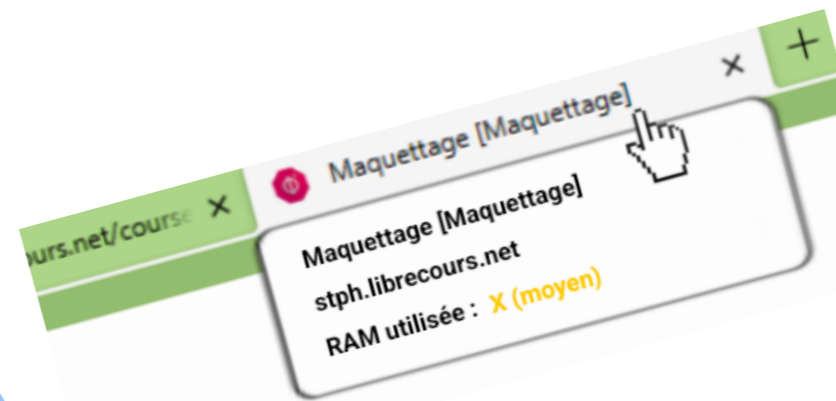 ours.net/course
Maquettage [Maquettage]
Maquettage [Maquettage]
stph.librecours.net
RAM utilisée : X (moyen)